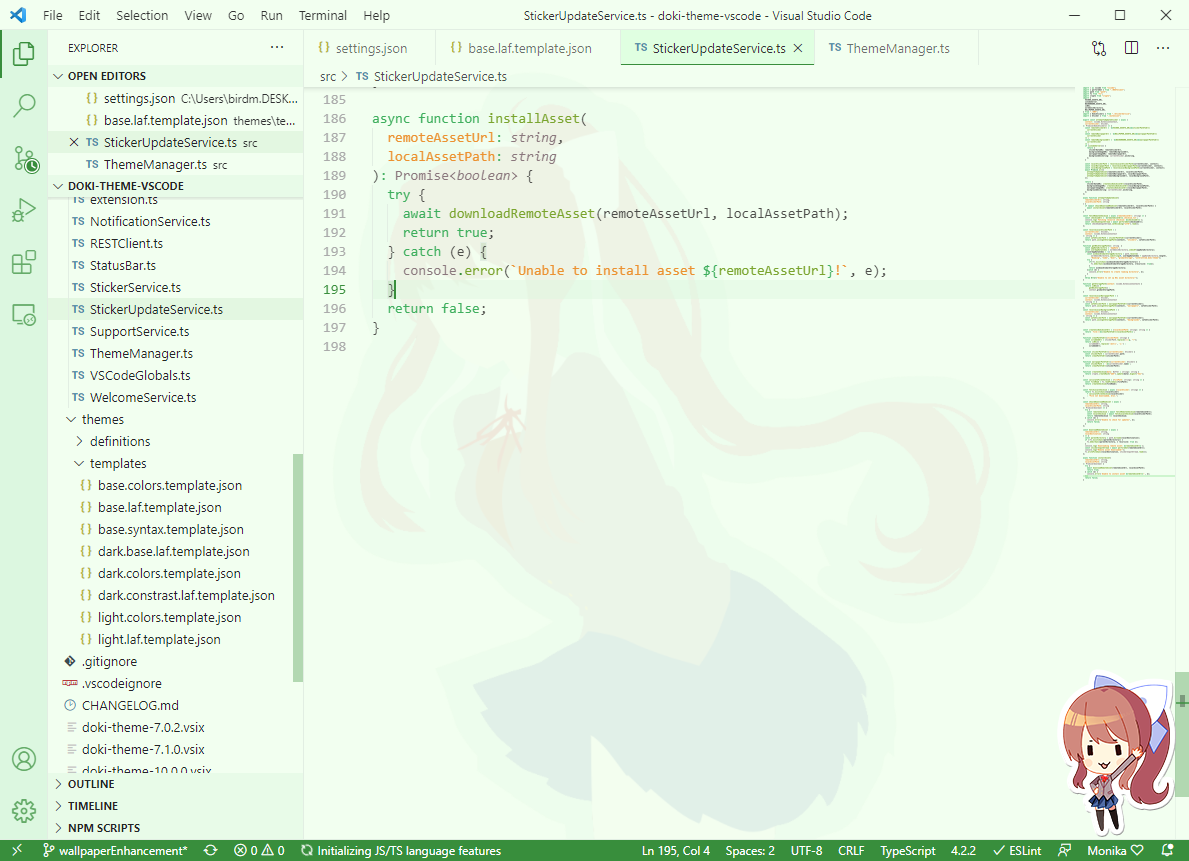 File Edit Selection View Go Run Terminal Help
StickerUpdateService.ts - doki-theme-vscode - Visual Studio Code
EXPLORER
OPEN EDITORS
{} settings.json C:\Users\birdm.DESK...
{} base.laf.template.json themes\te...
TS StickerUpdateService.ts src
TS ThemeManager.ts src
DOKI-THEME-VSCODE
TS extension.ts
TS NotificationService.ts
TS RESTClient.ts
TS StatusBar.ts
TS StickerService.ts
TS StickerUpdateService.ts
TS SupportService.ts
TS ThemeManager.ts
TS VSCodeGlobals.ts
TS WelcomeService.ts
themes
definitions
templates
{} base.colors.template.json
{} base.laf.template.json
{} base.syntax.template.json
{} dark.base.laf.template.json
{} dark.colors.template.json
{} dark.constrast.laf.template.json
{} light.colors.template.json
{} light.laf.template.json
.gitignore
npm .vscodeignore
CHANGELOG.md
doki-theme-7.0.2.vsix
doki-theme-7.1.0.vsix
doki-theme-10.0.0.vsix
OUTLINE
TIMELINE
NPM SCRIPTS
{} settings.json {} base.laf.template.json TS StickerUpdateService.ts TS ThemeManager.ts
src > TS StickerUpdateService.ts
185
186 async function installAsset(
187 remoteAssetUrl: string,
188 localAssetPath: string
189 ): Promise<boolean> {
190 try {
191 await downloadRemoteAsset(remoteAssetUrl, localAssetPath);
192 return true;
193 } catch (e) {
194 console.error(`Unable to install asset ${remoteAssetUrl}!`, e);
195 }
196 return false;
197 }
198
wallpaperEnhancement* 0 0 Initializing JS/TS language features Ln 195, Col 4 Spaces: 2 UTF-8 CRLF TypeScript 4.2.2 ESLint Monika